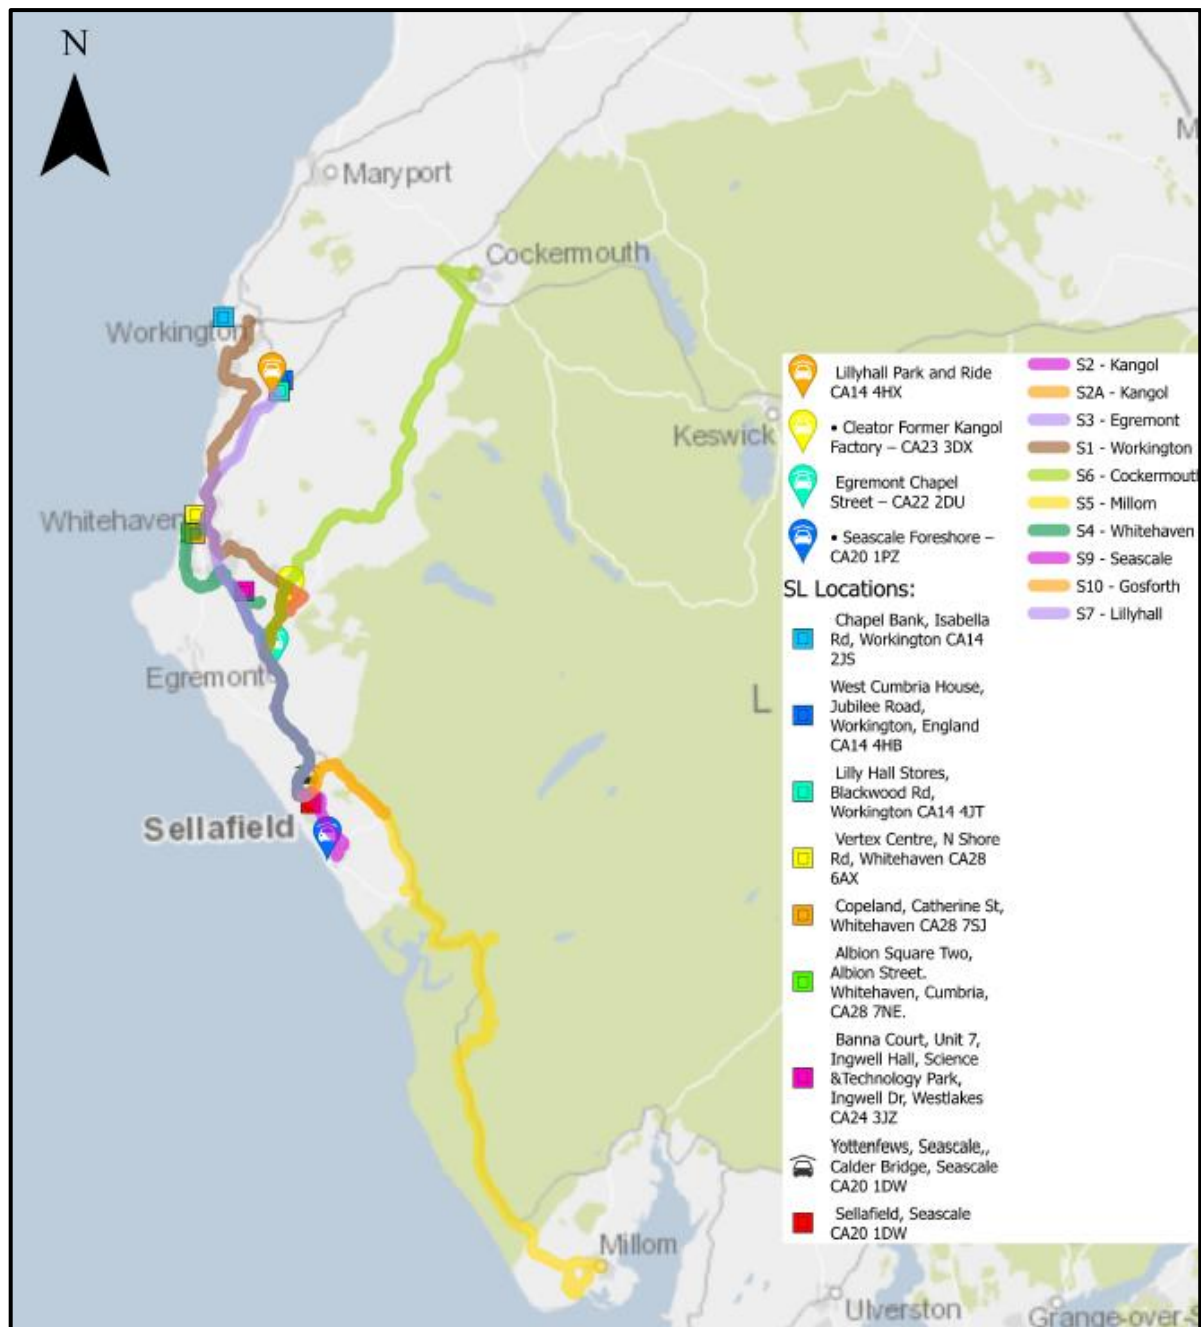 N
M
Maryport
Cockermouth
Workington
Keswick
Whitehaven
Egremont
L
Sellafield
Millom
Ulverston
Grange-over-s
Lillyhall Park and Ride
CA14 4HX
• Cleator Former Kangol
Factory – CA23 3DX
Egremont Chapel
Street – CA22 2DU
• Seascale Foreshore –
CA20 1PZ
SL Locations:
Chapel Bank, Isabella
Rd, Workington CA14
2JS
West Cumbria House,
Jubilee Road,
Workington, England
CA14 4HB
Lilly Hall Stores,
Blackwood Rd,
Workington CA14 4JT
Vertex Centre, N Shore
Rd, Whitehaven CA28
6AX
Copeland, Catherine St,
Whitehaven CA28 7SJ
Albion Square Two,
Albion Street.
Whitehaven, Cumbria,
CA28 7NE.
Banna Court, Unit 7,
Ingwell Hall, Science
&Technology Park,
Ingwell Dr, Westlakes
CA24 3JZ
Yottenfews, Seascale,,
Calder Bridge, Seascale
CA20 1DW
Sellafield, Seascale
CA20 1DW
S2 - Kangol
S2A - Kangol
S3 - Egremont
S1 - Workington
S6 - Cockermouth
S5 - Millom
S4 - Whitehaven
S9 - Seascale
S10 - Gosforth
S7 - Lillyhall